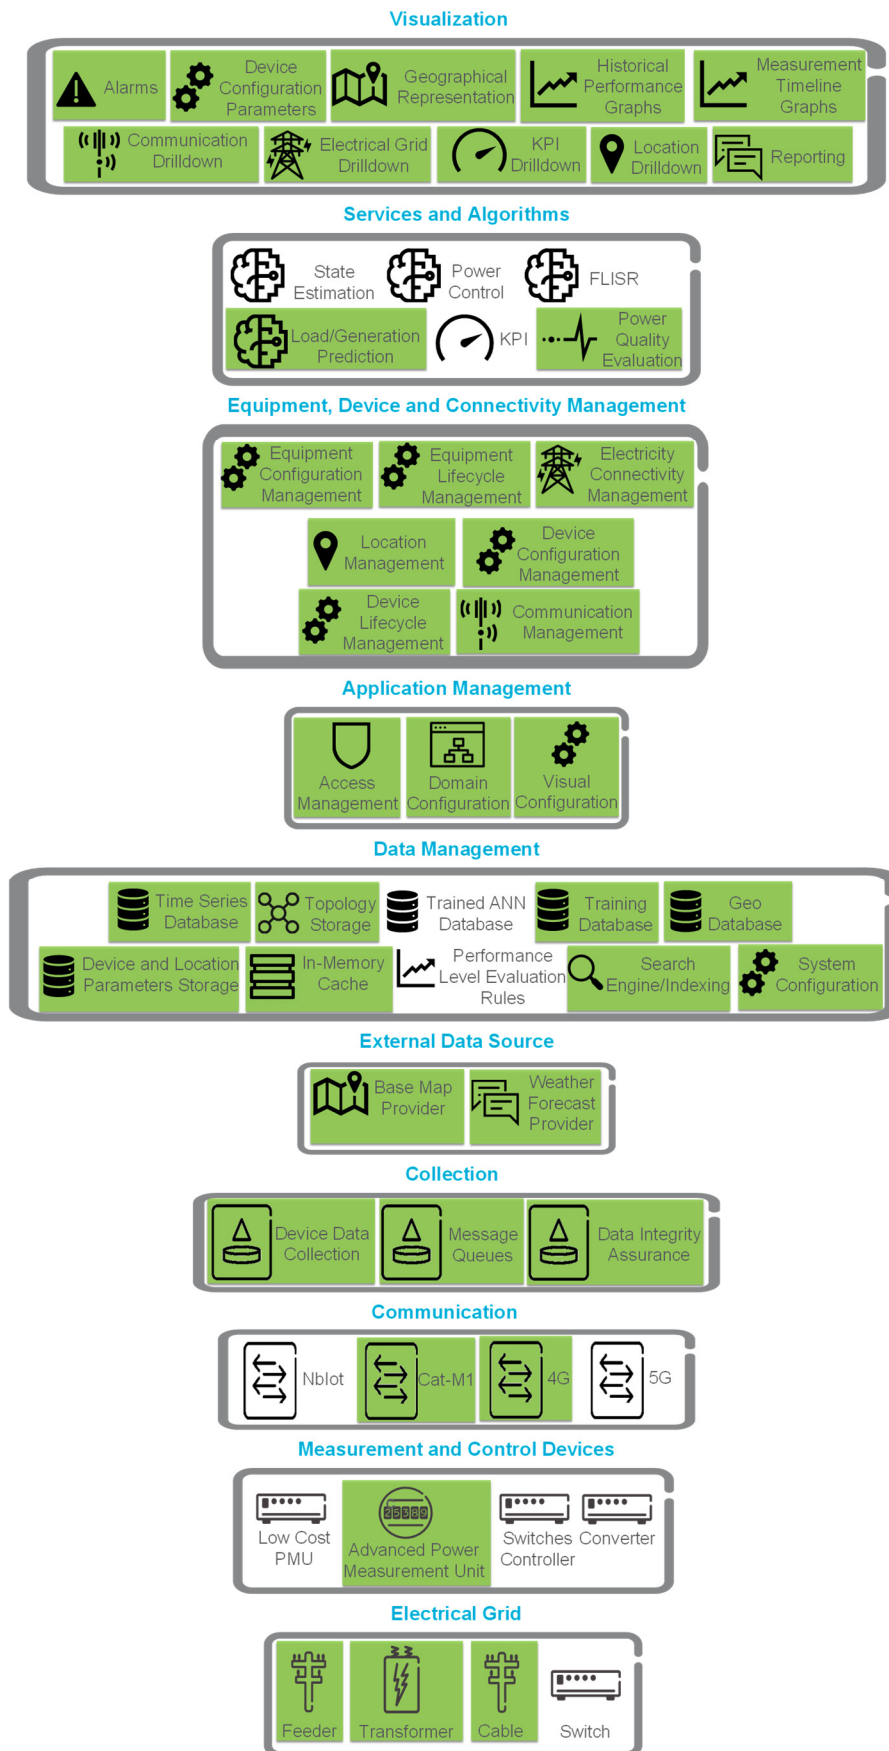 Visualization
Alarms
Device
Configuration
Parameters
Geographical
Representation
Historical
Performance
Graphs
Measurement
Timeline
Graphs
Communication
Drilldown
Electrical Grid
Drilldown
KPI
Drilldown
Location
Drilldown
Reporting
Services and Algorithms
State
Estimation
Power
Control
FLISR
Load/Generation
Prediction
KPI
Power
Quality
Evaluation
Equipment, Device and Connectivity Management
Equipment
Configuration
Management
Equipment
Lifecycle
Management
Electricity
Connectivity
Management
Location
Management
Device
Configuration
Management
Device
Lifecycle
Management
Communication
Management
Application Management
Access
Management
Domain
Configuration
Visual
Configuration
Data Management
Time Series
Database
Topology
Storage
Trained ANN
Database
Training
Database
Geo
Database
Device and Location
Parameters Storage
In-Memory
Cache
Performance
Level Evaluation
Rules
Search
Engine/Indexing
System
Configuration
External Data Source
Base Map
Provider
Weather
Forecast
Provider
Collection
Device Data
Collection
Message
Queues
Data Integrity
Assurance
Communication
NbIot
Cat-M1
4G
5G
Measurement and Control Devices
Low Cost
PMU
25389
Advanced Power
Measurement Unit
Switches
Controller
Converter
Electrical Grid
Feeder
Transformer
Cable
Switch